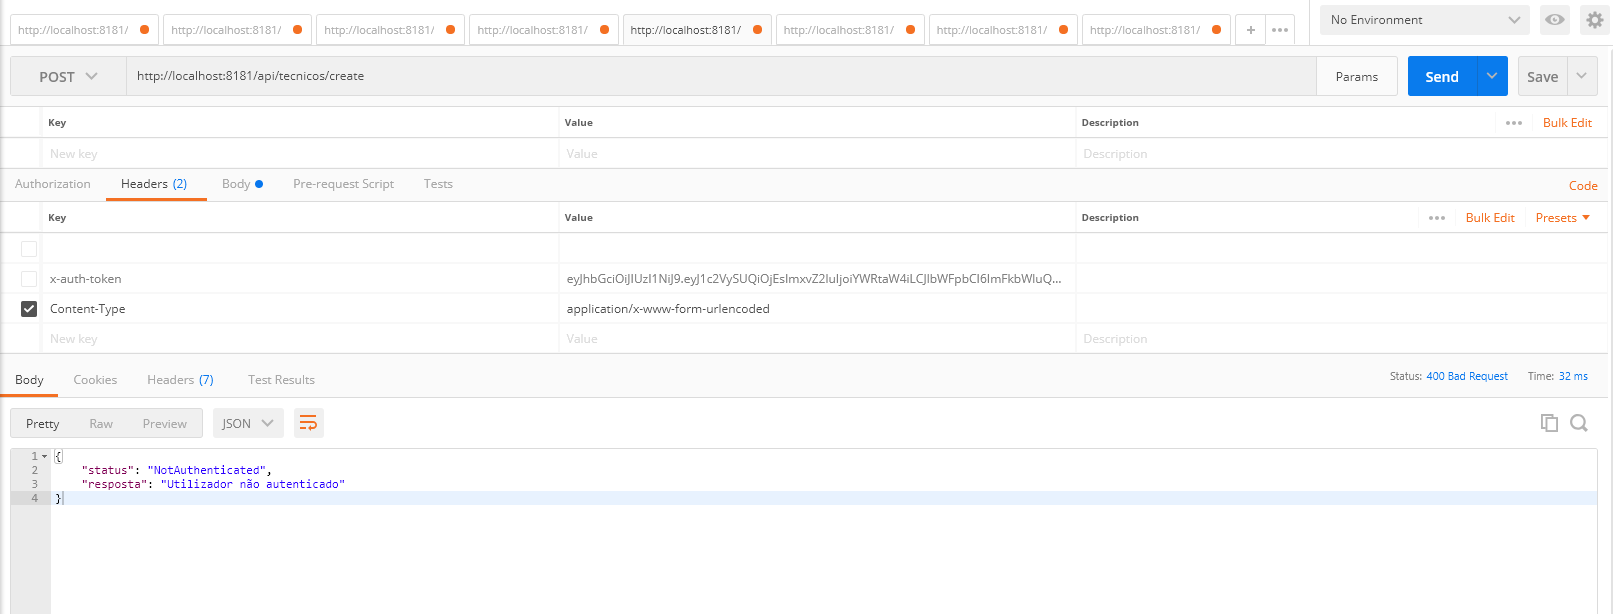 http://localhost:8181/ http://localhost:8181/ http://localhost:8181/ http://localhost:8181/ http://localhost:8181/ http://localhost:8181/ http://localhost:8181/ http://localhost:8181/ + ••• No Environment
POST http://localhost:8181/api/tecnicos/create Params Send Save
Key Value Description ••• Bulk Edit
New key Value Description
Authorization Headers (2) Body Pre-request Script Tests Code
Key Value Description ••• Bulk Edit Presets
x-auth-token
Content-Type application/x-www-form-urlencoded
New key Value Description
Body Cookies Headers (7) Test Results Status: 400 Bad Request Time: 32 ms
Pretty Raw Preview JSON
1 {
2 "status": "NotAuthenticated",
3 "resposta": "Utilizador não autenticado"
4 }